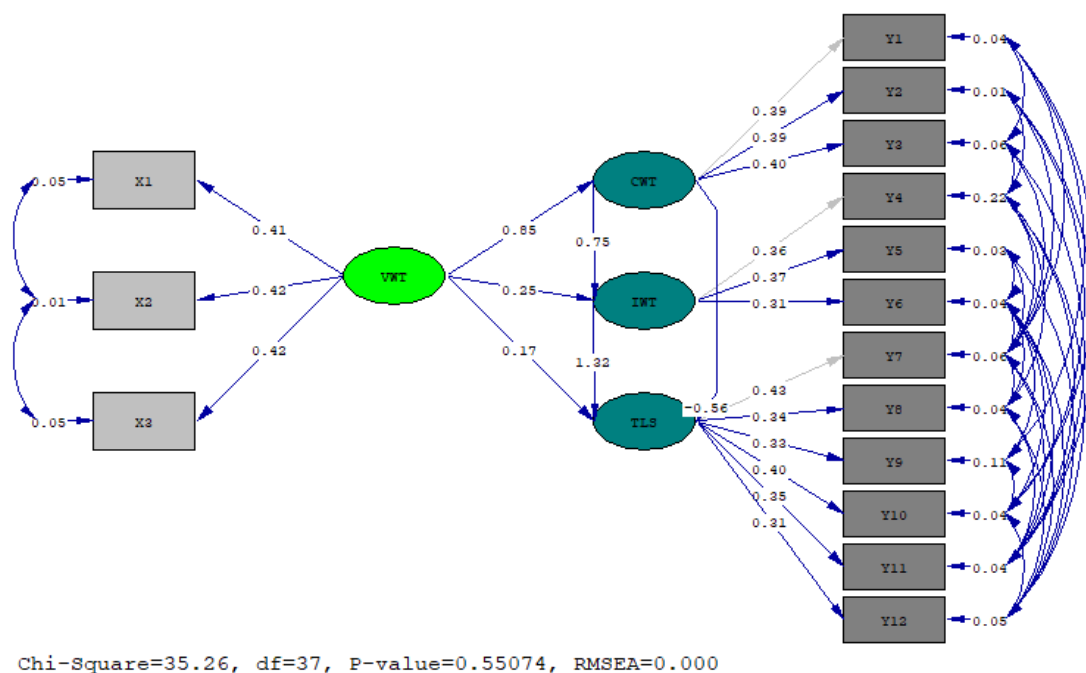 Y1
0.04
Y2
0.01
0.39
0.39
Y3
0.06
0.40
0.05
X1
CWT
Y4
0.22
0.41
0.85
0.75
0.36
Y5
0.03
0.37
VWT
0.42
0.25
0.01
X2
IWT
0.31
Y6
0.04
0.42
0.17
1.32
Y7
0.06
0.43
-0.56
0.34
Y8
0.04
0.05
X3
TLS
0.33
Y9
0.11
0.40
0.35
Y10
0.04
0.31
Y11
0.04
Y12
0.05
Chi-Square=35.26, df=37, P-value=0.55074, RMSEA=0.000